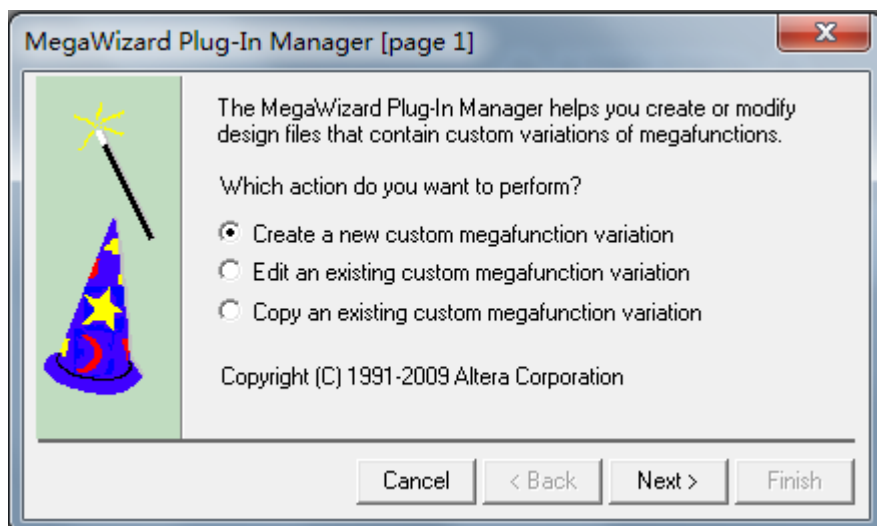 MegaWizard Plug-In Manager [page 1]
The MegaWizard Plug-In Manager helps you create or modify
design files that contain custom variations of megafunctions.
Which action do you want to perform?
Create a new custom megafunction variation
Edit an existing custom megafunction variation
Copy an existing custom megafunction variation
Copyright (C) 1991-2009 Altera Corporation
Cancel < Back Next > Finish